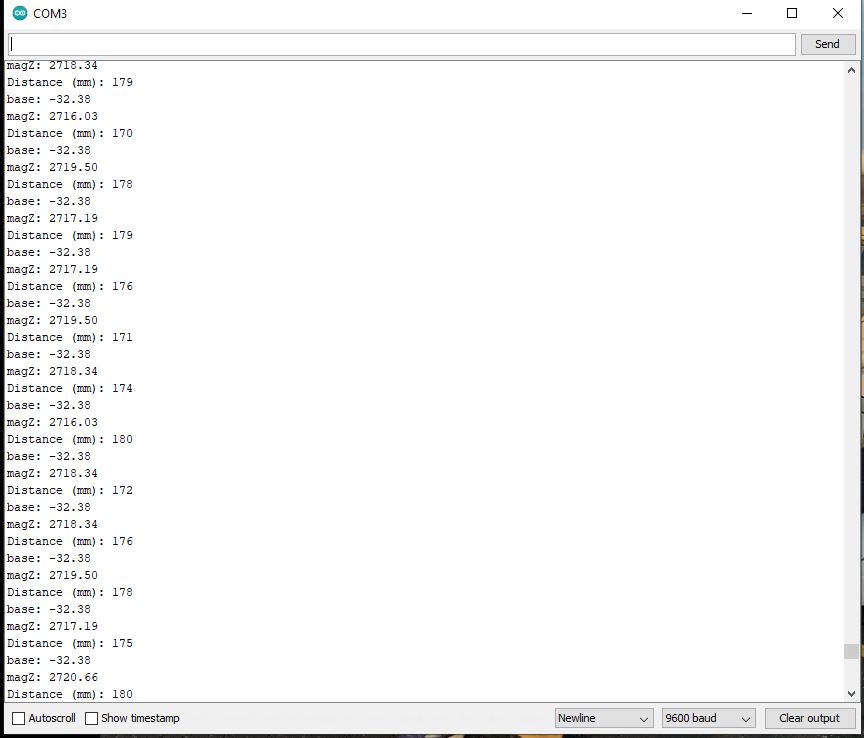 COM3
Send
magZ: 2718.34
Distance (mm): 179
base: -32.38
magZ: 2716.03
Distance (mm): 170
base: -32.38
magZ: 2719.50
Distance (mm): 178
base: -32.38
magZ: 2717.19
Distance (mm): 179
base: -32.38
magZ: 2717.19
Distance (mm): 176
base: -32.38
magZ: 2719.50
Distance (mm): 171
base: -32.38
magZ: 2718.34
Distance (mm): 174
base: -32.38
magZ: 2716.03
Distance (mm): 180
base: -32.38
magZ: 2718.34
Distance (mm): 172
base: -32.38
magZ: 2718.34
Distance (mm): 176
base: -32.38
magZ: 2719.50
Distance (mm): 178
base: -32.38
magZ: 2717.19
Distance (mm): 175
base: -32.38
magZ: 2720.66
Distance (mm): 180
Autoscroll Show timestamp Newline 9600 baud Clear output